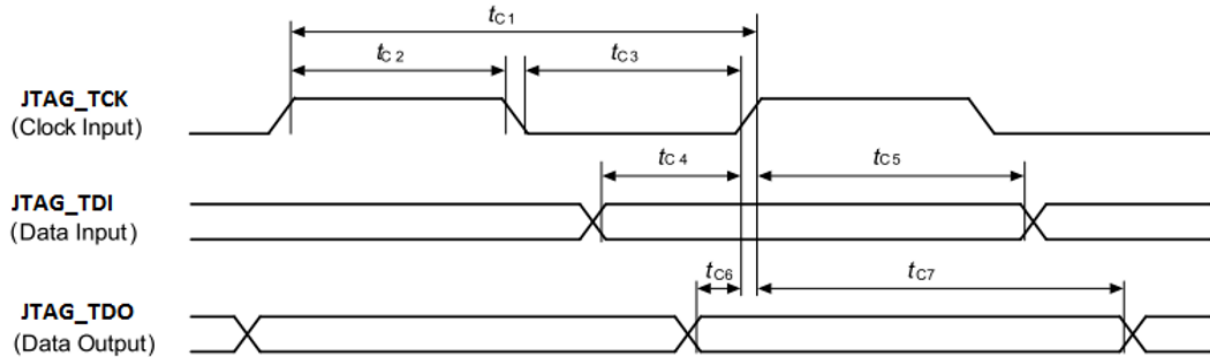 tC1
tC2
tC3
JTAG_TCK
(Clock Input)
tC4
tC5
JTAG_TDI
(Data Input)
tC6
tC7
JTAG_TDO
(Data Output)